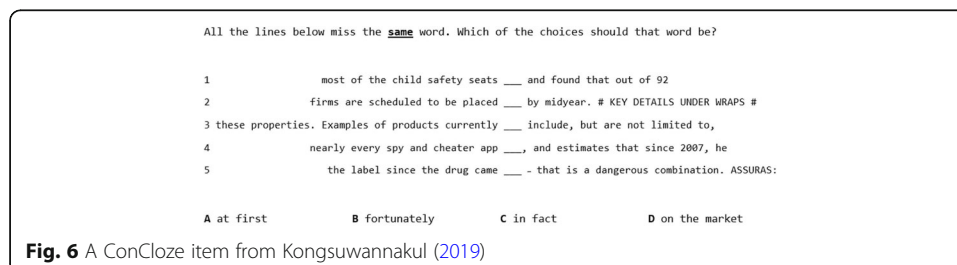 All the lines below miss the same word. Which of the choices should that word be?
1 most of the child safety seats ___ and found that out of 92
2 firms are scheduled to be placed ___ by midyear. # KEY DETAILS UNDER WRAPS #
3 these properties. Examples of products currently ___ include, but are not limited to,
4 nearly every spy and cheater app ___, and estimates that since 2007, he
5 the label since the drug came ___ - that is a dangerous combination. ASSURAS:
A at first B fortunately C in fact D on the market
Fig. 6 A ConCloze item from Kongsuwannakul (2019)